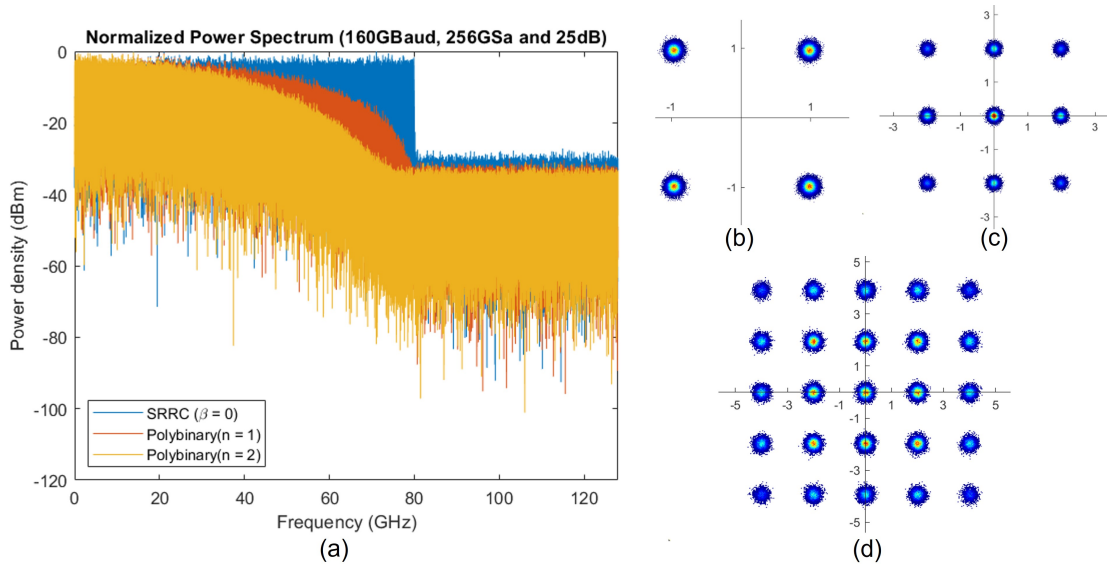 Normalized Power Spectrum (160GBaud, 256GSa and 25dB)
Power density (dBm)
0
-20
-40
-60
-80
-100
-120
SRRC (β = 0)
Polybinary(n = 1)
Polybinary(n = 2)
0 20 40 60 80 100 120
Frequency (GHz)
(a)
1
-1 1
-1
(b)
3
1
-3 -1 1 3
-1
-3
(c)
5
3
1
-5 -3 -1 1 3 5
-1
-3
-5
(d)